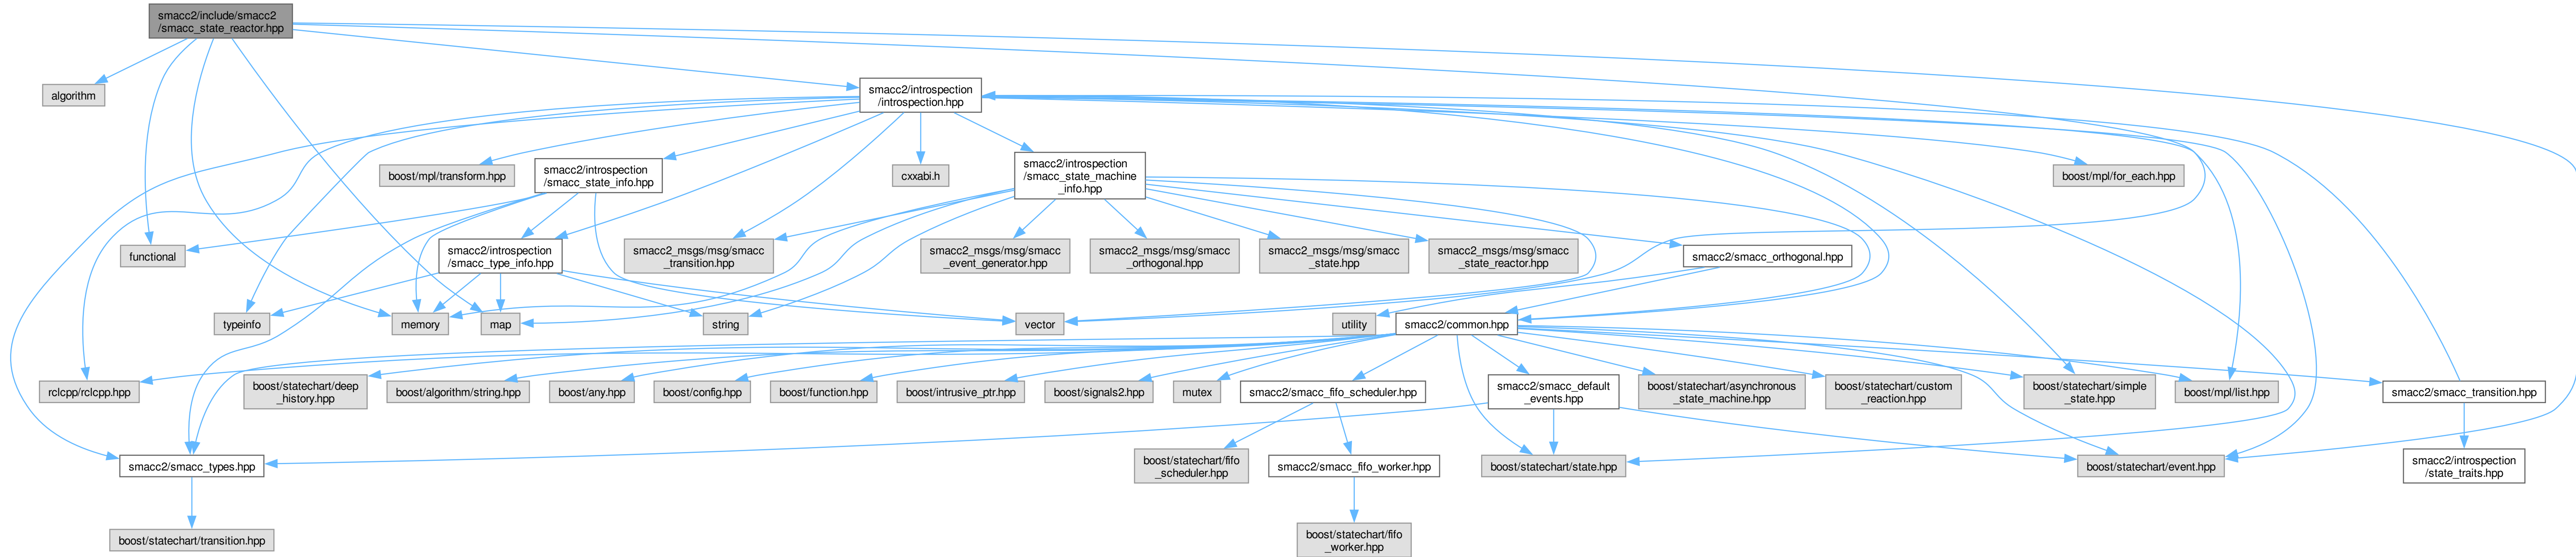 smacc2/include/smacc2
/smacc_state_reactor.hpp
algorithm
smacc2/introspection
/introspection.hpp
boost/mpl/transform.hpp
smacc2/introspection
/smacc_state_info.hpp
cxxabi.h
smacc2/introspection
/smacc_state_machine
_info.hpp
boost/mpl/for_each.hpp
functional
smacc2/introspection
/smacc_type_info.hpp
smacc2_msgs/msg/smacc
_transition.hpp
smacc2_msgs/msg/smacc
_event_generator.hpp
smacc2_msgs/msg/smacc
_orthogonal.hpp
smacc2_msgs/msg/smacc
_state.hpp
smacc2_msgs/msg/smacc
_state_reactor.hpp
smacc2/smacc_orthogonal.hpp
typeinfo
memory
map
string
vector
utility
smacc2/common.hpp
rclcpp/rclcpp.hpp
boost/statechart/deep
_history.hpp
boost/algorithm/string.hpp
boost/any.hpp
boost/config.hpp
boost/function.hpp
boost/intrusive_ptr.hpp
boost/signals2.hpp
mutex
smacc2/smacc_fifo_scheduler.hpp
smacc2/smacc_default
_events.hpp
boost/statechart/asynchronous
_state_machine.hpp
boost/statechart/custom
_reaction.hpp
boost/statechart/simple
_state.hpp
boost/mpl/list.hpp
smacc2/smacc_transition.hpp
smacc2/smacc_types.hpp
boost/statechart/fifo
_scheduler.hpp
smacc2/smacc_fifo_worker.hpp
boost/statechart/state.hpp
boost/statechart/event.hpp
smacc2/introspection
/state_traits.hpp
boost/statechart/transition.hpp
boost/statechart/fifo
_worker.hpp